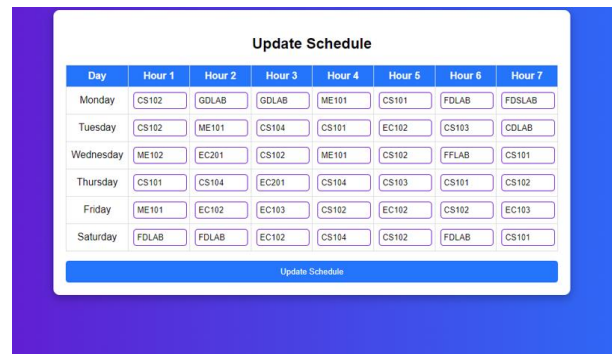 Update Schedule
Day Hour 1 Hour 2 Hour 3 Hour 4 Hour 5 Hour 6 Hour 7
Monday CS102 GDLAB GDLAB ME101 CS101 FDLAB FDSLAB
Tuesday CS102 ME101 CS104 CS101 EC102 CS103 CDLAB
Wednesday ME102 EC201 CS102 ME101 CS102 FFLAB CS101
Thursday CS101 CS104 EC201 CS104 CS103 CS101 CS102
Friday ME101 EC102 EC103 CS102 EC102 CS102 EC103
Saturday FDLAB FDLAB EC102 CS104 CS102 FDLAB CS101
Update Schedule